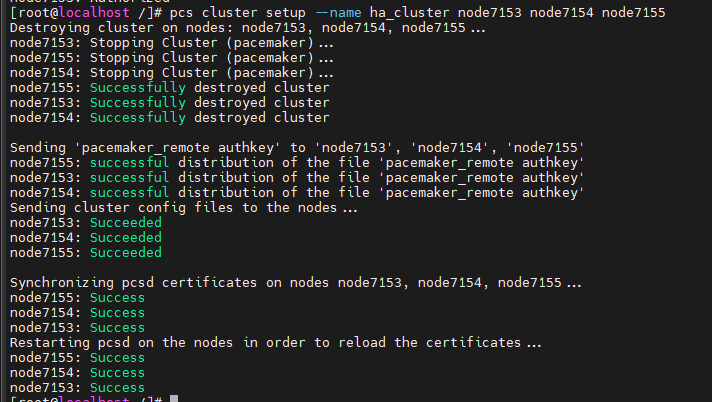 node7153: Authorized
[root@localhost /]# pcs cluster setup --name ha_cluster node7153 node7154 node7155
Destroying cluster on nodes: node7153, node7154, node7155...
node7153: Stopping Cluster (pacemaker)...
node7155: Stopping Cluster (pacemaker)...
node7154: Stopping Cluster (pacemaker)...
node7155: Successfully destroyed cluster
node7153: Successfully destroyed cluster
node7154: Successfully destroyed cluster
Sending 'pacemaker_remote authkey' to 'node7153', 'node7154', 'node7155'
node7155: successful distribution of the file 'pacemaker_remote authkey'
node7153: successful distribution of the file 'pacemaker_remote authkey'
node7154: successful distribution of the file 'pacemaker_remote authkey'
Sending cluster config files to the nodes...
node7153: Succeeded
node7154: Succeeded
node7155: Succeeded
Synchronizing pcsd certificates on nodes node7153, node7154, node7155...
node7155: Success
node7154: Success
node7153: Success
Restarting pcsd on the nodes in order to reload the certificates...
node7155: Success
node7154: Success
node7153: Success
[root@localhost /]#